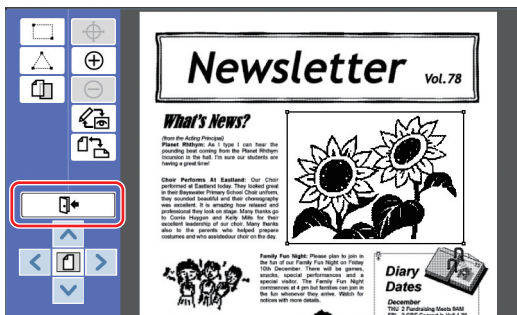 Newsletter Vol. 78
What's News?
(from the Acting Principal)
Planet Rhthym: As I type I can hear the
pounding beat coming from the Planet Rhthym
incursion in the hall. I'm sure our students are
having a great time!
Choir Performs At Eastland: Our Choir
performed at Eastland today. They looked great
in their Bayswater Primary School Choir uniform,
they sounded beautiful and their choreography
was excellent. It is amazing how relaxed and
professional they look on stage. Many thanks go
to Corrie Huggen and Kelly Mills for their
excellent leadership of our choir. Many thanks
also to the parents who helped prepare
costumes and who assistedour choir on the day.
Family Fun Night: Please plan to join in
the fun of our Family Fun Night on Friday
10th December. There will be games,
snacks, special performances and a
special visitor. The Family Fun Night
commences at 4 pm but families can join in
the fun whenever they arrive. Watch for
notices with more details.
Diary
Dates
December
THU 2 Fundraising Meets 9AM